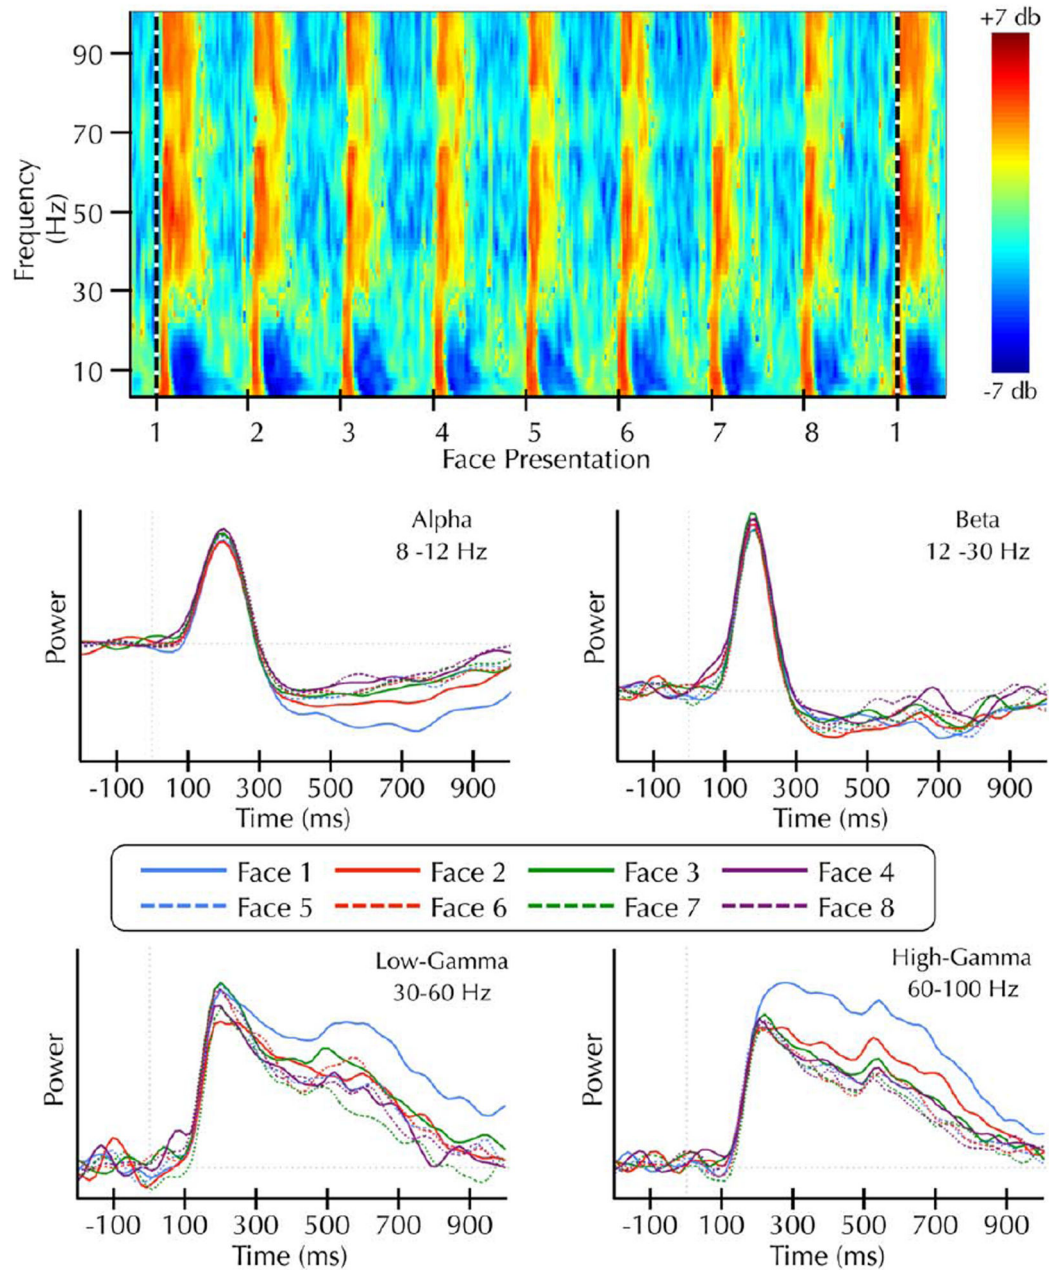 +7 db
90
70
50
30
10
Frequency
(Hz)
-7 db
1 2 3 4 5 6 7 8 1
Face Presentation
Alpha
8 -12 Hz
Power
-100 100 300 500 700 900
Time (ms)
Beta
12 -30 Hz
Power
-100 100 300 500 700 900
Time (ms)
Face 1 Face 2 Face 3 Face 4
Face 5 Face 6 Face 7 Face 8
Low-Gamma
30-60 Hz
Power
-100 100 300 500 700 900
Time (ms)
High-Gamma
60-100 Hz
Power
-100 100 300 500 700 900
Time (ms)